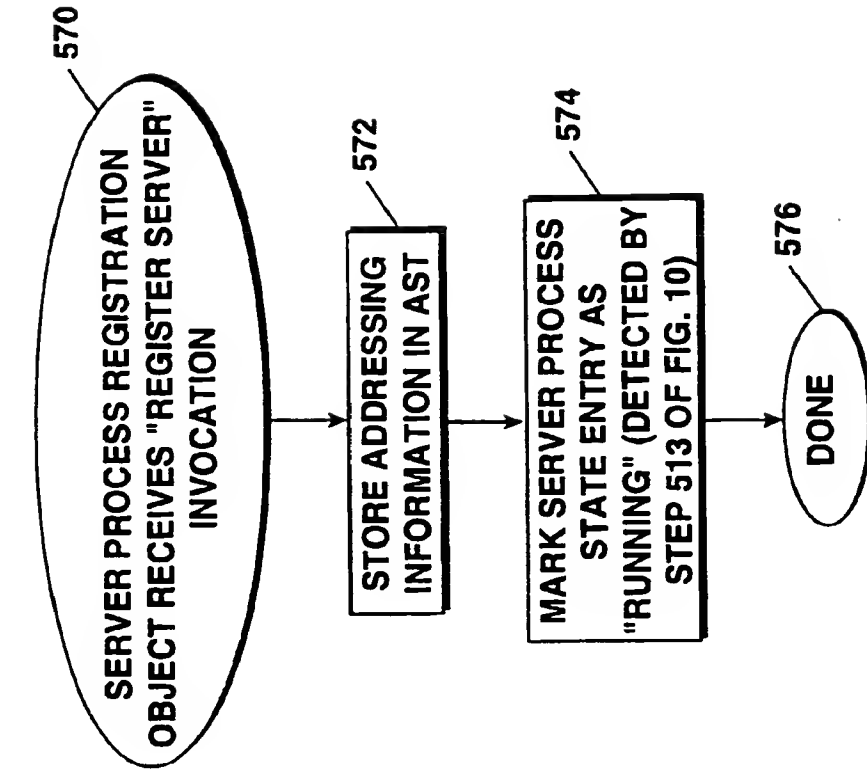 570
SERVER PROCESS REGISTRATION
OBJECT RECEIVES "REGISTER SERVER"
INVOCATION
572
STORE ADDRESSING
INFORMATION IN AST
574
MARK SERVER PROCESS
STATE ENTRY AS
"RUNNING" (DETECTED BY
STEP 513 OF FIG. 10)
576
DONE